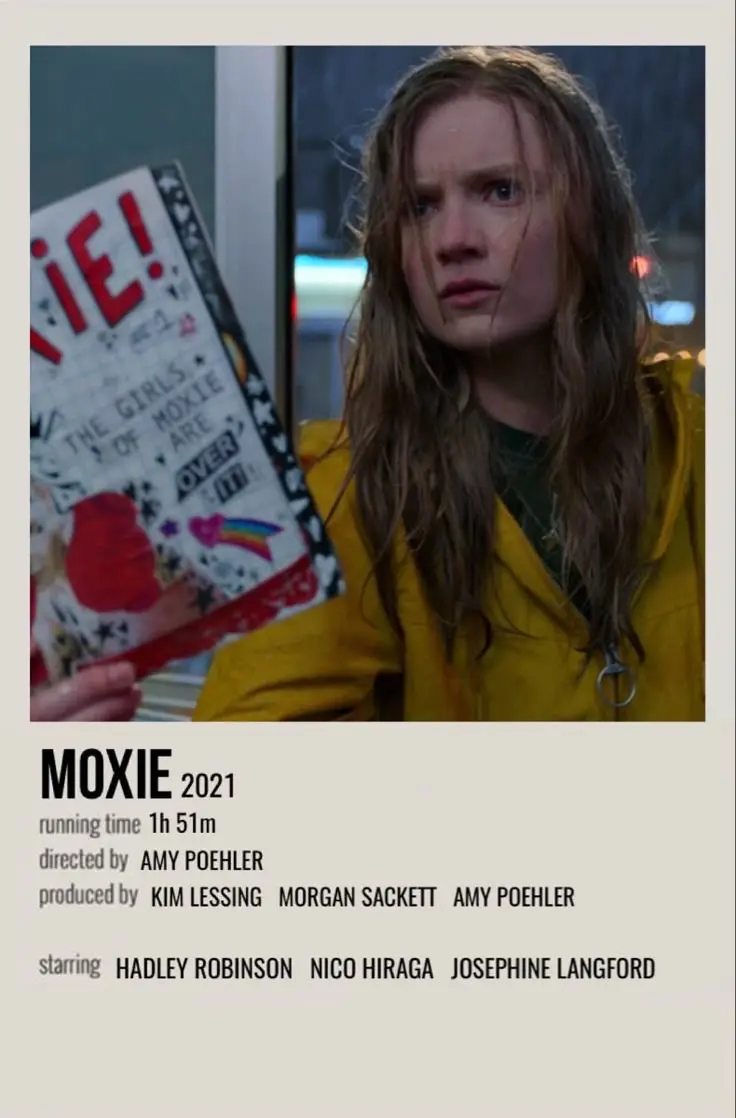 IE!
THE GIRLS
OF MOXIE
ARE
OVER
IT!
MOXIE 2021
running time 1h 51m
directed by AMY POEHLER
produced by KIM LESSING MORGAN SACKETT AMY POEHLER
starring HADLEY ROBINSON NICO HIRAGA JOSEPHINE LANGFORD